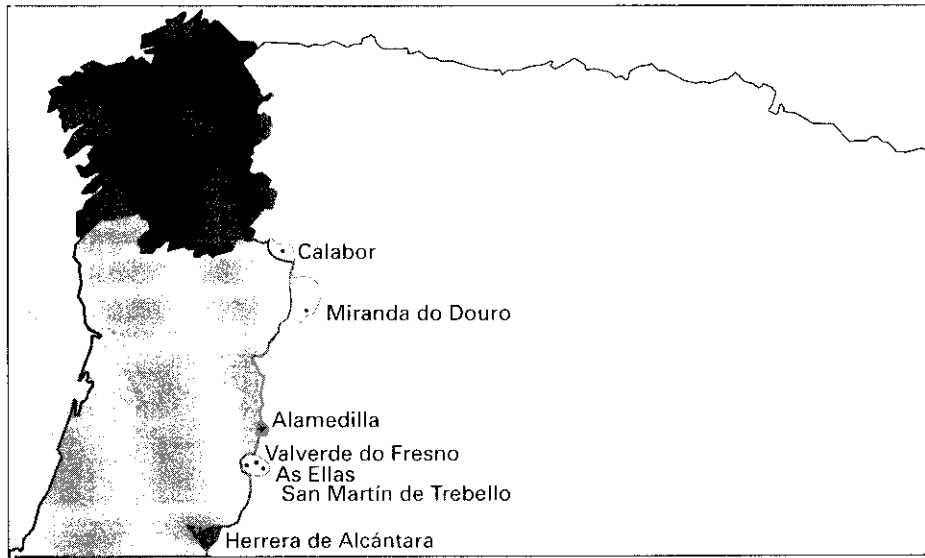 Calabor
Miranda do Douro
Alamedilla
Valverde do Fresno
As Ellas
San Martín de Trebello
Herrera de Alcántara